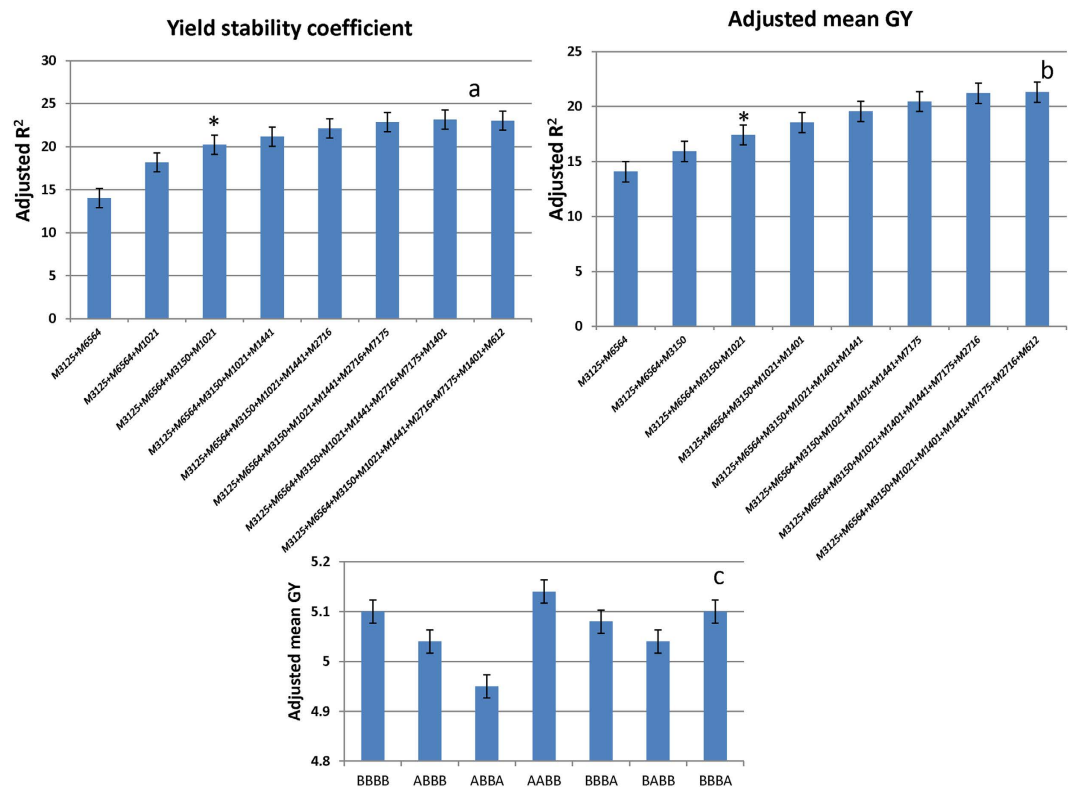 Yield stability coefficient
Adjusted R²
30
25
20
15
10
5
0
a
*
M3125+M6564
M3125+M6564+M1021
M3125+M6564+M3150+M1021
M3125+M6564+M3150+M1021+M1441
M3125+M6564+M3150+M1021+M1441+M2716
M3125+M6564+M3150+M1021+M1441+M2716+M7175
M3125+M6564+M3150+M1021+M1441+M2716+M7175+M1401
M3125+M6564+M3150+M1021+M1441+M2716+M7175+M1401+M612
Adjusted mean GY
Adjusted R²
25
20
15
10
5
0
b
*
M3125+M6564
M3125+M6564+M3150
M3125+M6564+M3150+M1021
M3125+M6564+M3150+M1021+M1401
M3125+M6564+M3150+M1021+M1401+M1441
M3125+M6564+M3150+M1021+M1401+M1441+M7175
M3125+M6564+M3150+M1021+M1401+M1441+M7175+M2716
M3125+M6564+M3150+M1021+M1401+M1441+M7175+M2716+M612
Adjusted mean GY
5.2
5.1
5
4.9
4.8
c
BBBB ABBB ABBA AABB BBBA BABB BBBA